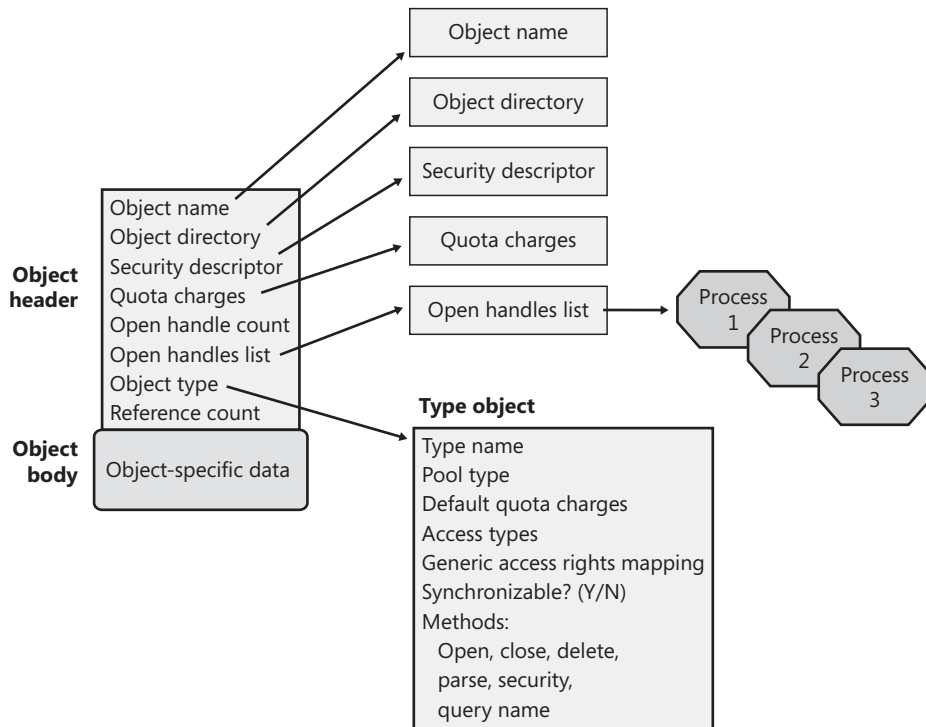 Object name
Object directory
Security descriptor
Quota charges
Open handles list
Object
header
Object name
Object directory
Security descriptor
Quota charges
Open handle count
Open handles list
Object type
Reference count
Object
body
Object-specific data
Process
1
Process
2
Process
3
Type object
Type name
Pool type
Default quota charges
Access types
Generic access rights mapping
Synchronizable? (Y/N)
Methods:
Open, close, delete,
parse, security,
query name